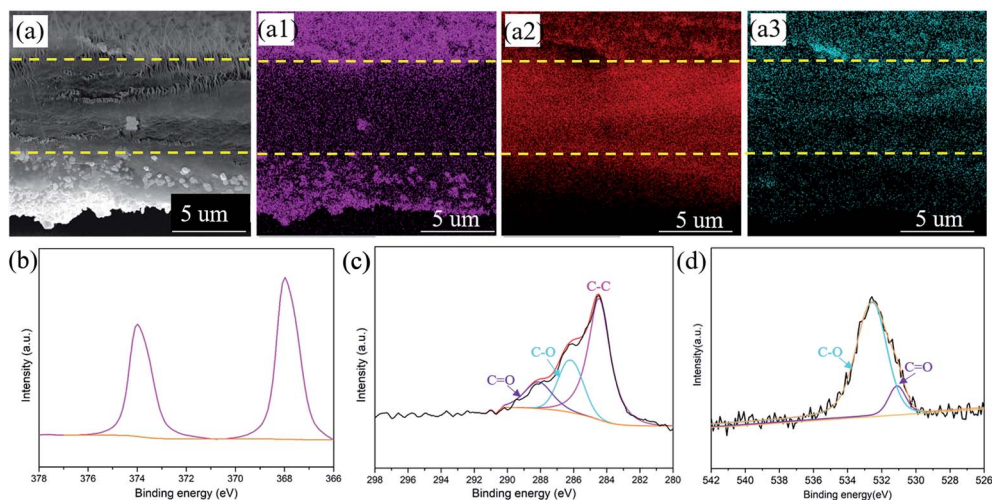 (a)
5 um
(a1)
5 um
(a2)
5 um
(a3)
5 um
(b)
Intensity (a.u.)
378 376 374 372 370 368 366
Binding energy (eV)
(c)
C-C
C-O
C=O
Intensity (a.u.)
298 296 294 292 290 288 286 284 282 280
Binding energy (eV)
(d)
C-O
C=O
Intensity (a.u.)
542 540 538 536 534 532 530 528 526
Binding energy(eV)